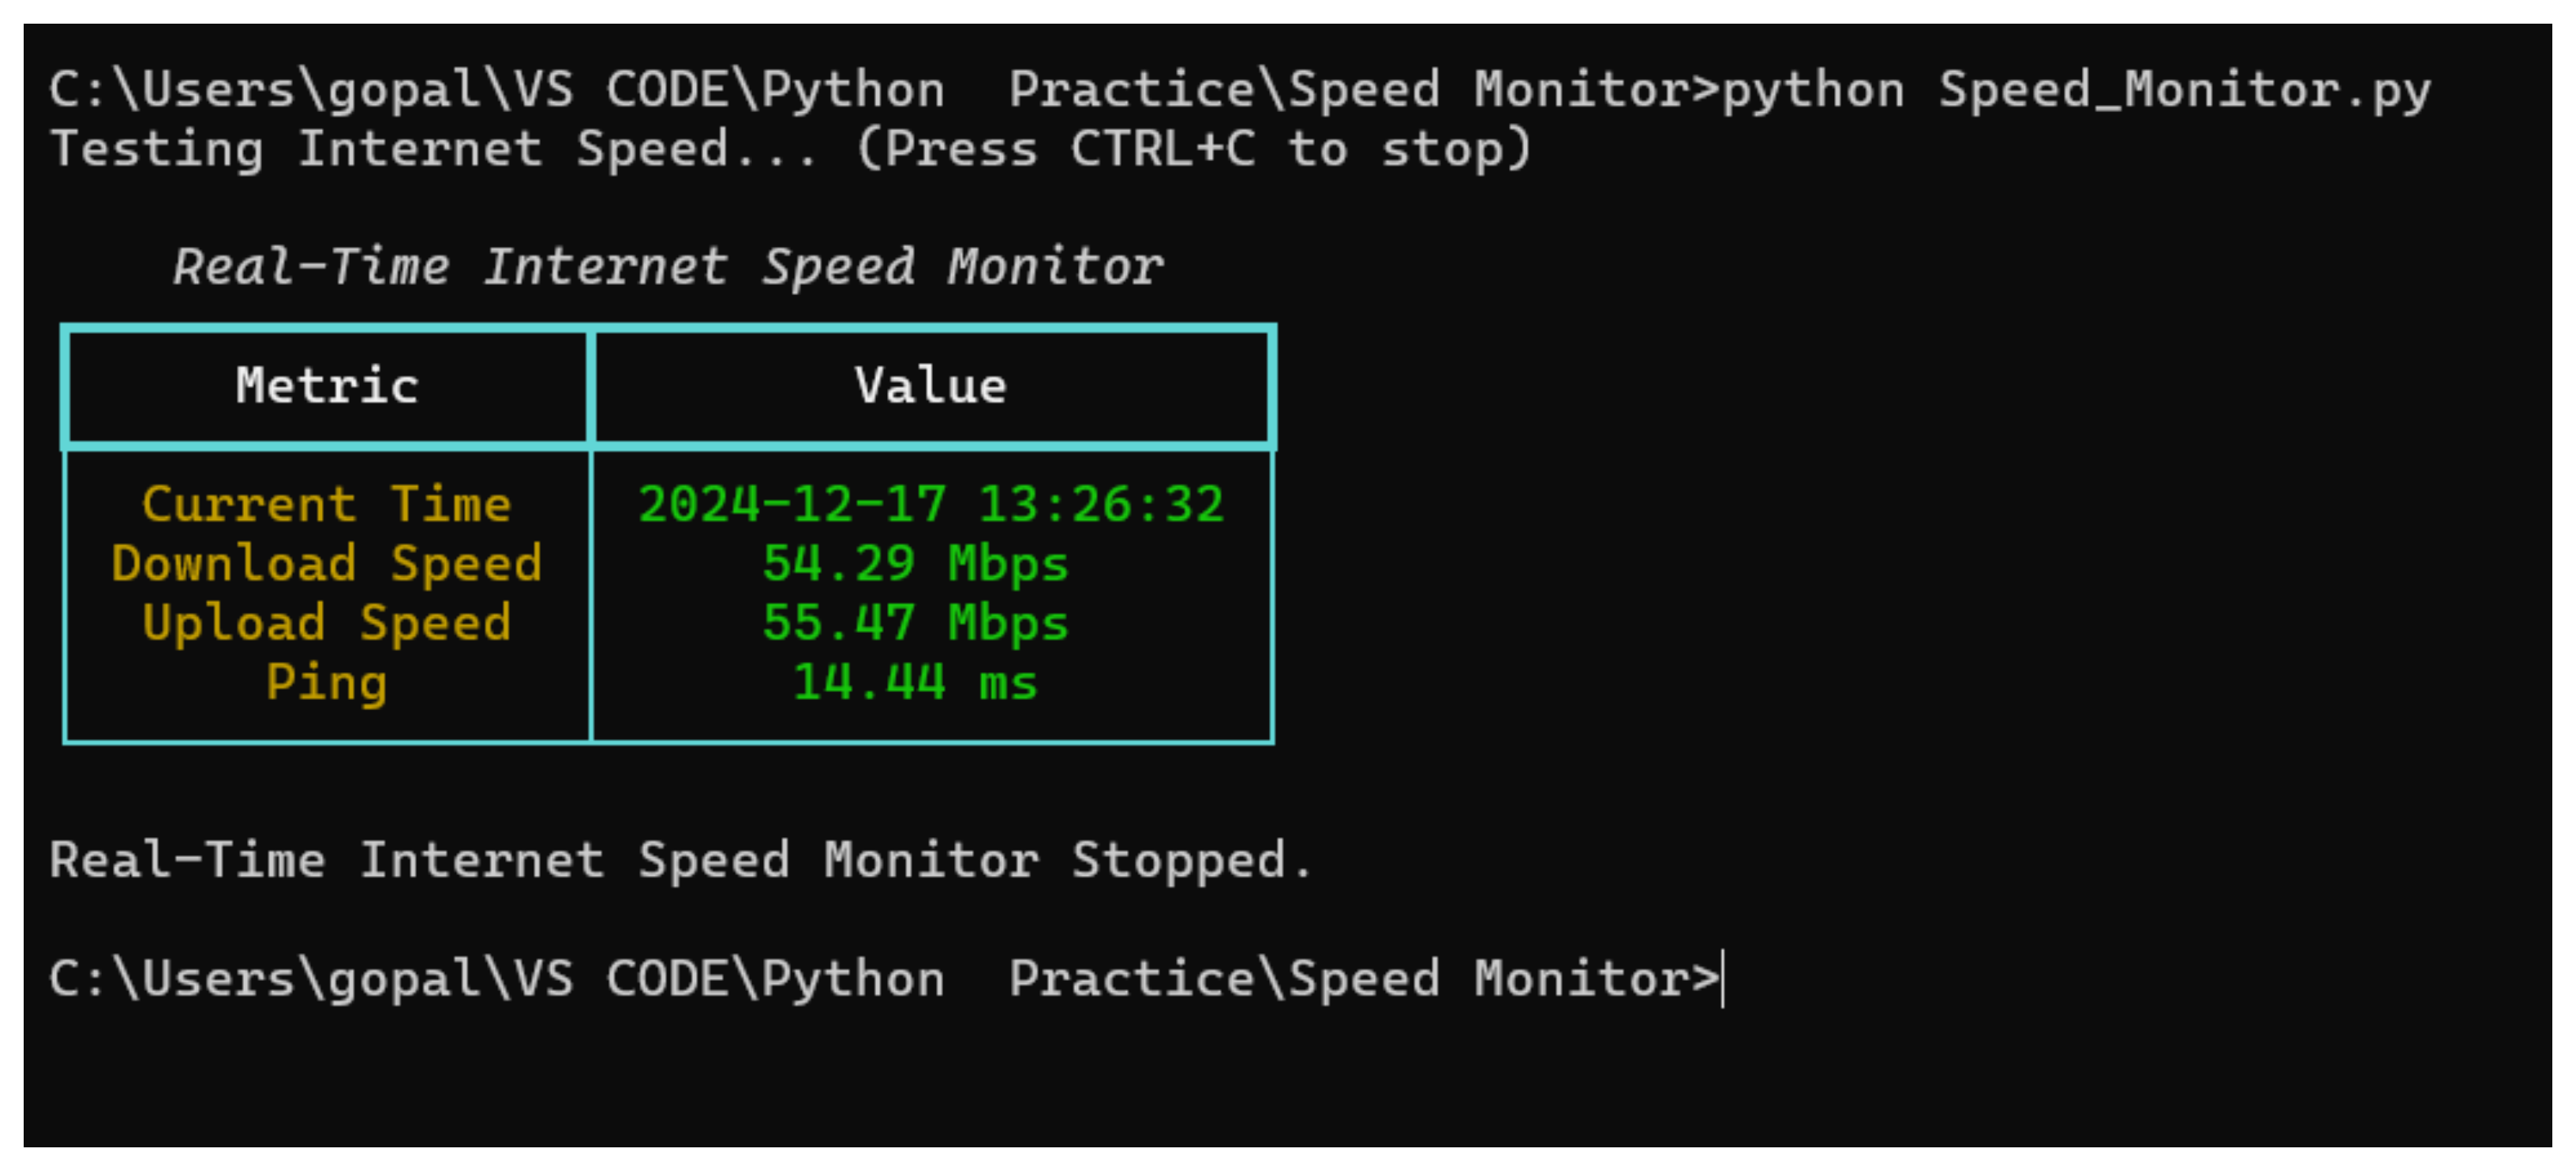 C:\Users\gopal\VS CODE\Python  Practice\Speed Monitor>python Speed_Monitor.py
Testing Internet Speed... (Press CTRL+C to stop)
Real-Time Internet Speed Monitor
Metric Value
Current Time 2024-12-17 13:26:32
Download Speed 54.29 Mbps
Upload Speed 55.47 Mbps
Ping 14.44 ms
Real-Time Internet Speed Monitor Stopped.
C:\Users\gopal\VS CODE\Python  Practice\Speed Monitor>